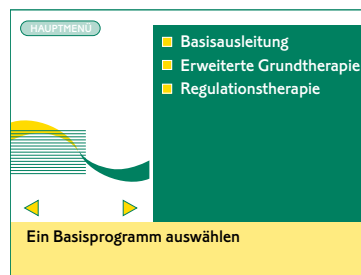 HAUPTMENÜ
Basisausleitung
Erweiterte Grundtherapie
Regulationstherapie
Ein Basisprogramm auswählen